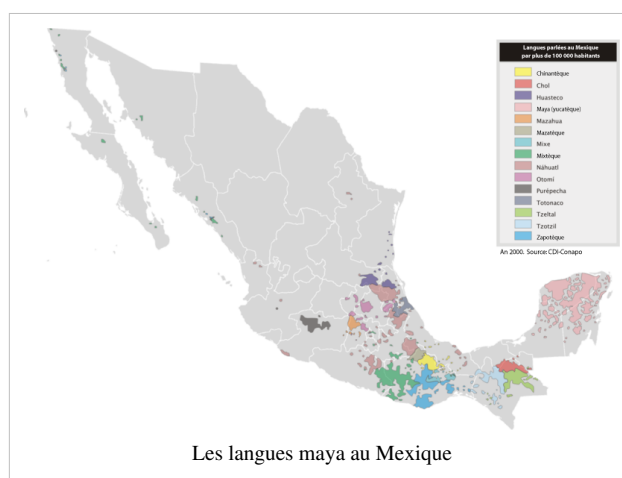 Langues parlées au Mexique
par plus de 100 000 habitants
Chinantèque
Chol
Huasteco
Maya (yucatèque)
Mazahua
Mazatèque
Mixe
Mixtèque
Náhuatl
Otomí
Purépecha
Totonaco
Tzeltal
Tzotzil
Zapotèque
An 2000. Source: CDI-Conapo
Les langues maya au Mexique